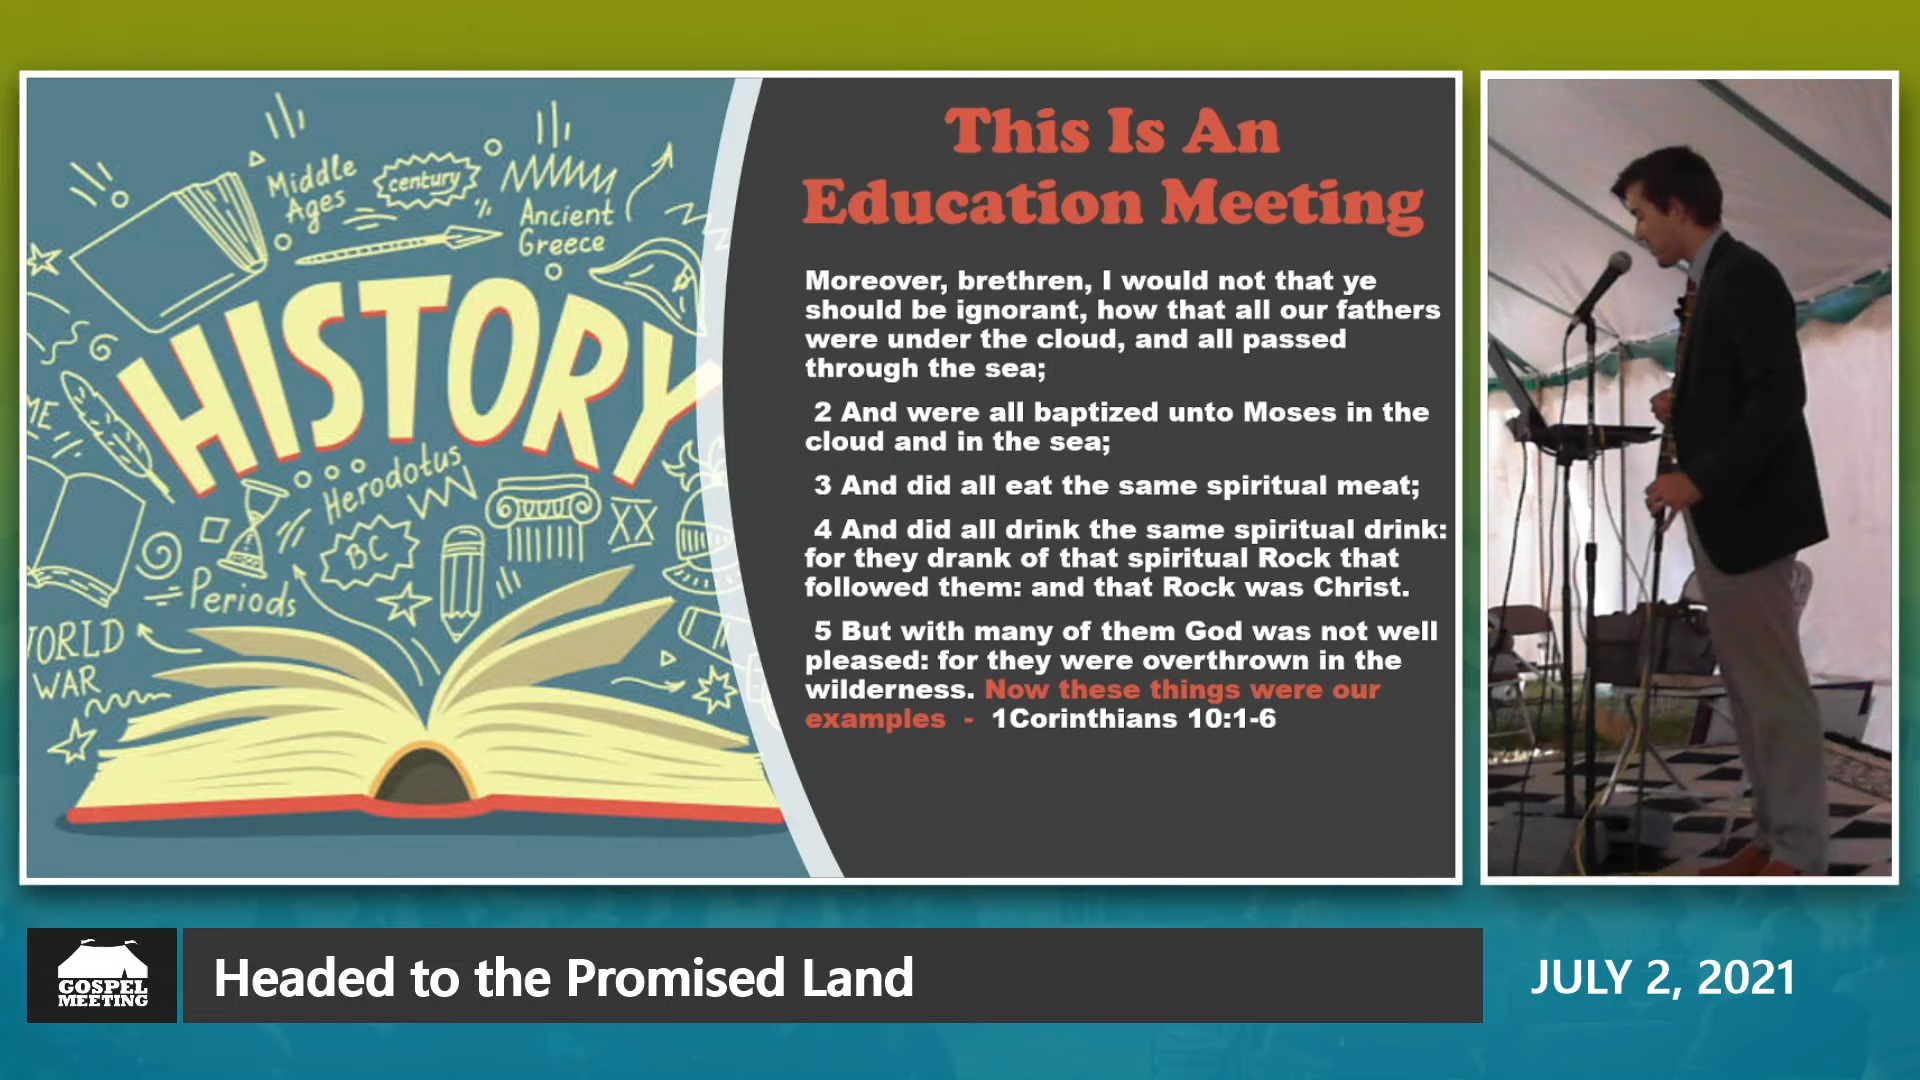 Middle
Ages
century
Ancient
Greece
HISTORY
Herodotus
BC
XX
Periods
WORLD
WAR
This Is An
Education Meeting
Moreover, brethren, I would not that ye
should be ignorant, how that all our fathers
were under the cloud, and all passed
through the sea;
2 And were all baptized unto Moses in the
cloud and in the sea;
3 And did all eat the same spiritual meat;
4 And did all drink the same spiritual drink:
for they drank of that spiritual Rock that
followed them: and that Rock was Christ.
5 But with many of them God was not well
pleased: for they were overthrown in the
wilderness. Now these things were our
examples - 1Corinthians 10:1-6
GOSPEL
MEETING
Headed to the Promised Land
JULY 2, 2021